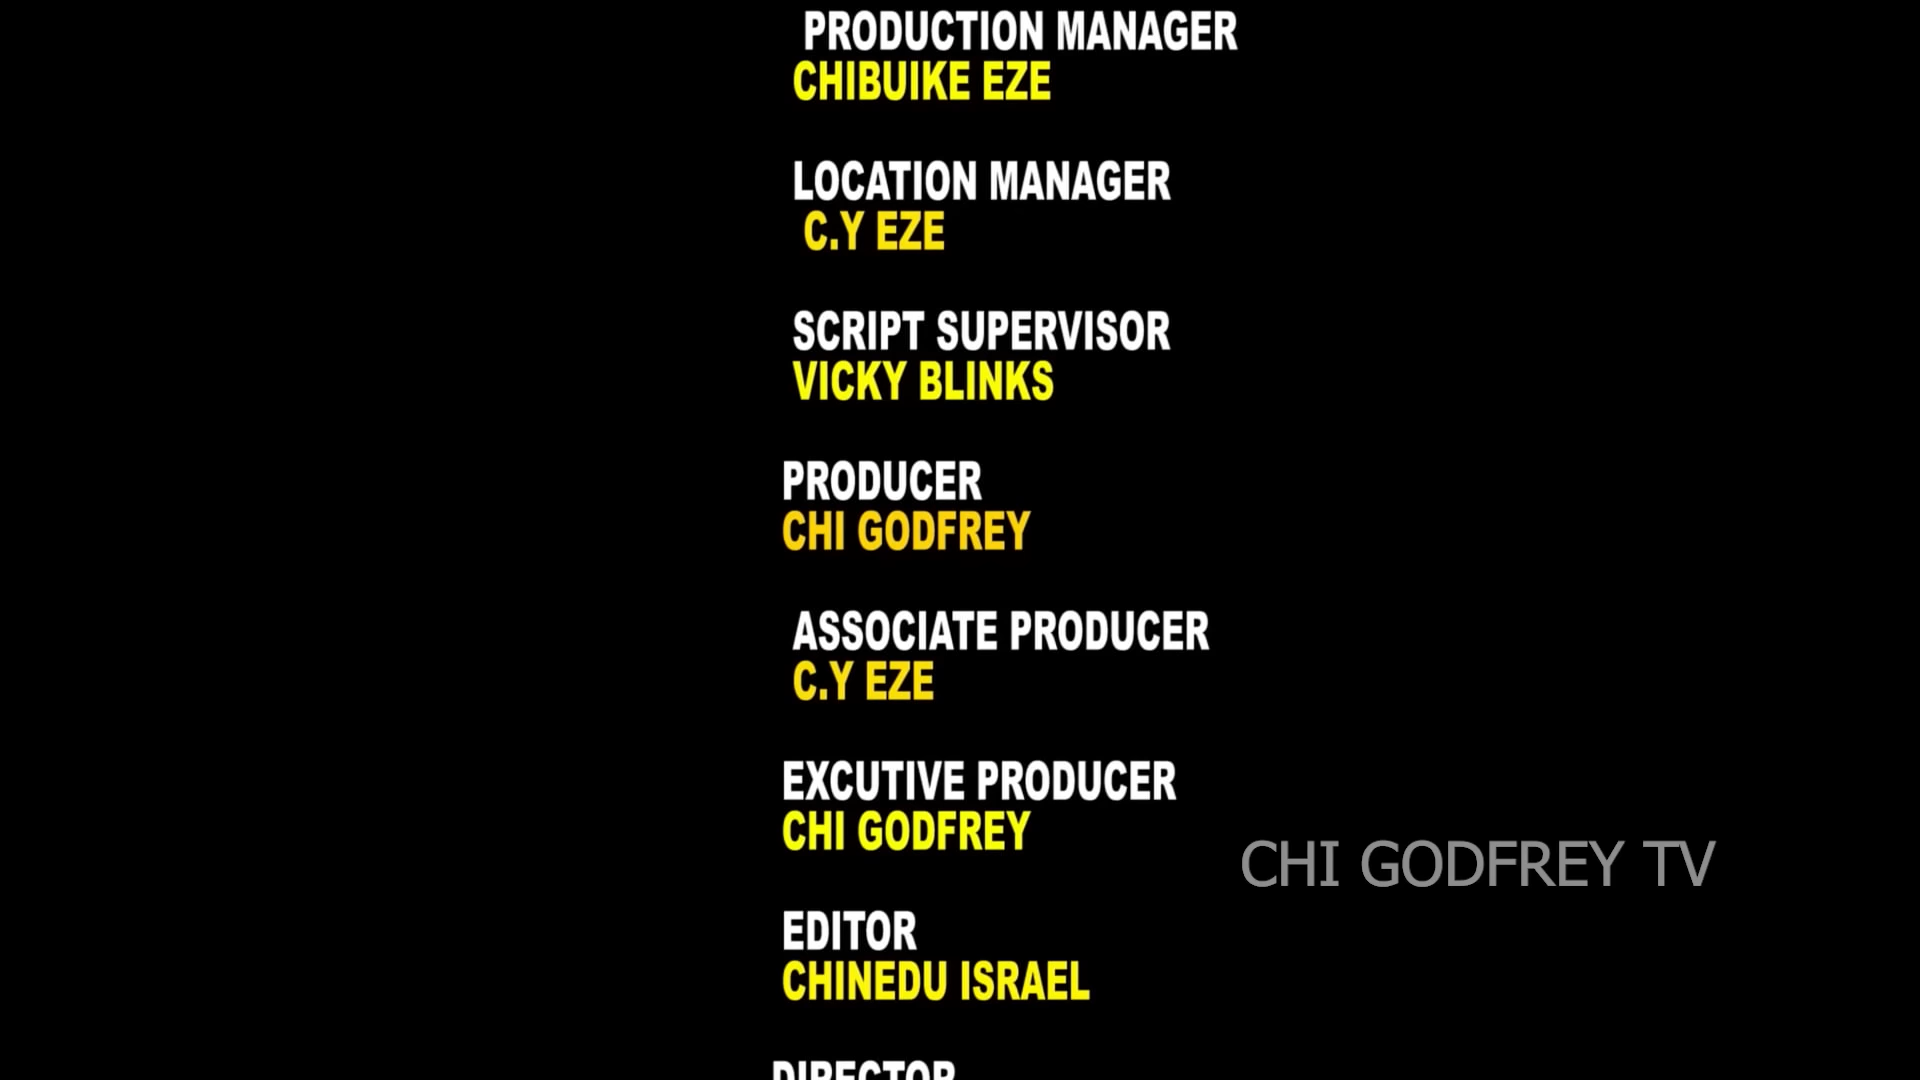 PRODUCTION MANAGER
CHIBUIKE EZE
LOCATION MANAGER
C.Y EZE
SCRIPT SUPERVISOR
VICKY BLINKS
PRODUCER
CHI GODFREY
ASSOCIATE PRODUCER
C.Y EZE
EXCUTIVE PRODUCER
CHI GODFREY
CHI GODFREY TV
EDITOR
CHINEDU ISRAEL
DIRECTOR